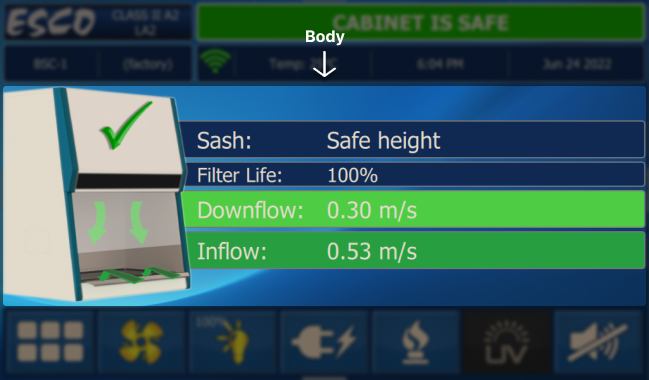 ESCO
CLASS II A2
LA2
CABINET IS SAFE
Body
BSC-1
(factory)
Temp:
6:04 PM
Jun 24 2022
Sash: Safe height
Filter Life: 100%
Downflow: 0.30 m/s
Inflow: 0.53 m/s
100%
UV